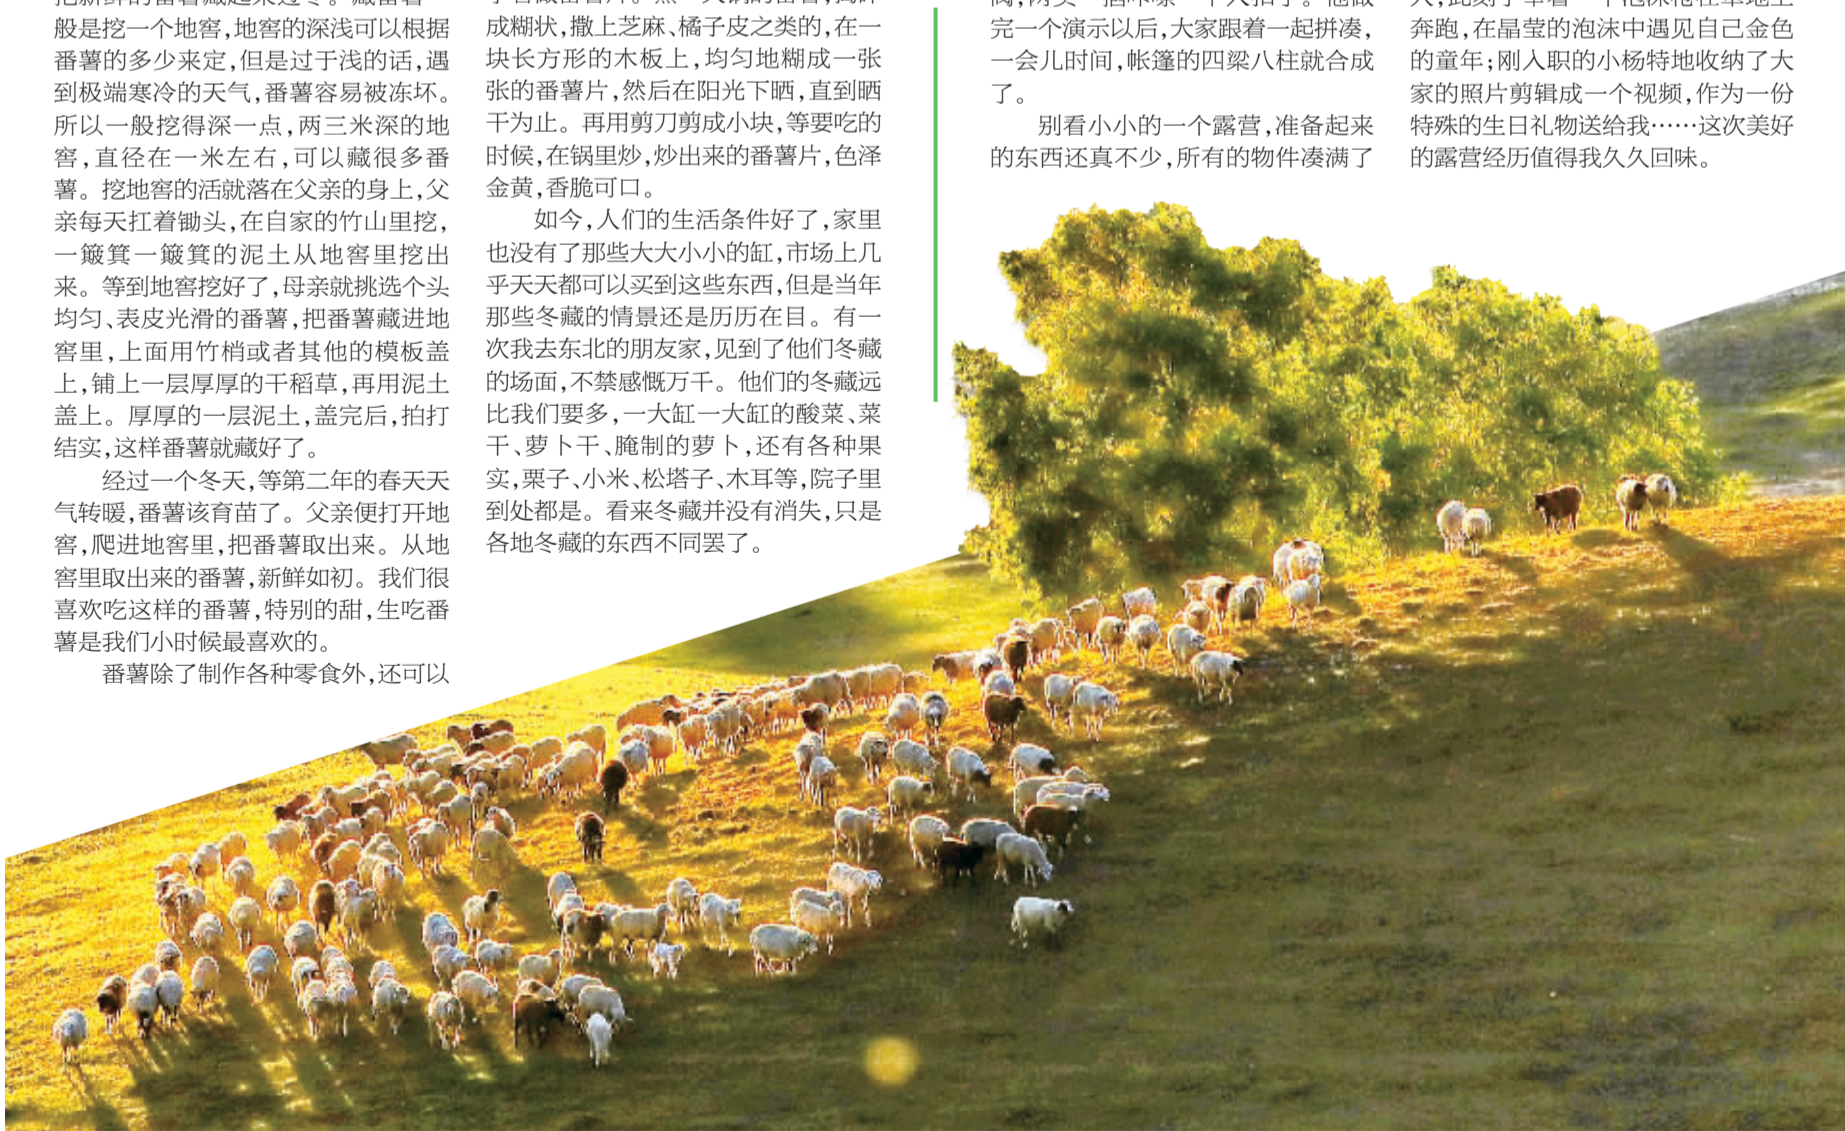 般是挖一个地窖,地窖的深浅可以根据
番薯的多少来定,但是过于浅的话,遇
到极端寒冷的天气,番薯容易被冻坏。
所以一般挖得深一点,两三米深的地
窖,直径在一米左右,可以藏很多番
薯。挖地窖的活就落在父亲的身上,父
亲每天扛着锄头,在自家的竹山里挖,
一簸箕一簸箕的泥土从地窖里挖出
来。等到地窖挖好了,母亲就挑选个头
均匀、表皮光滑的番薯,把番薯藏进地
窖里,上面用竹梢或者其他的模板盖
上,铺上一层厚厚的干稻草,再用泥土
盖上。厚厚的一层泥土,盖完后,拍打
结实,这样番薯就藏好了。
经过一个冬天,等第二年的春天天
气转暖,番薯该育苗了。父亲便打开地
窖,爬进地窖里,把番薯取出来。从地
窖里取出来的番薯,新鲜如初。我们很
喜欢吃这样的番薯,特别的甜,生吃番
薯是我们小时候最喜欢的。
番薯除了制作各种零食外,还可以
成糊状,撒上芝麻、橘子皮之类的,在一
块长方形的木板上,均匀地糊成一张
张的番薯片,然后在阳光下晒,直到晒
干为止。再用剪刀剪成小块,等要吃的
时候,在锅里炒,炒出来的番薯片,色泽
金黄,香脆可口。
如今,人们的生活条件好了,家里
也没有了那些大大小小的缸,市场上几
乎天天都可以买到这些东西,但是当年
那些冬藏的情景还是历历在目。有一
次我去东北的朋友家,见到了他们冬藏
的场面,不禁感慨万千。他们的冬藏远
比我们要多,一大缸一大缸的酸菜、菜
干、萝卜干、腌制的萝卜,还有各种果
实,栗子、小米、松塔子、木耳等,院子里
到处都是。看来冬藏并没有消失,只是
各地冬藏的东西不同罢了。
完一个演示以后,大家跟着一起拼凑,
一会儿时间,帐篷的四梁八柱就合成
了。
别看小小的一个露营,准备起来
的东西还真不少,所有的物件凑满了
奔跑,在晶莹的泡沫中遇见自己金色
的童年;刚入职的小杨特地收纳了大
家的照片剪辑成一个视频,作为一份
特殊的生日礼物送给我……这次美好
的露营经历值得我久久回味。